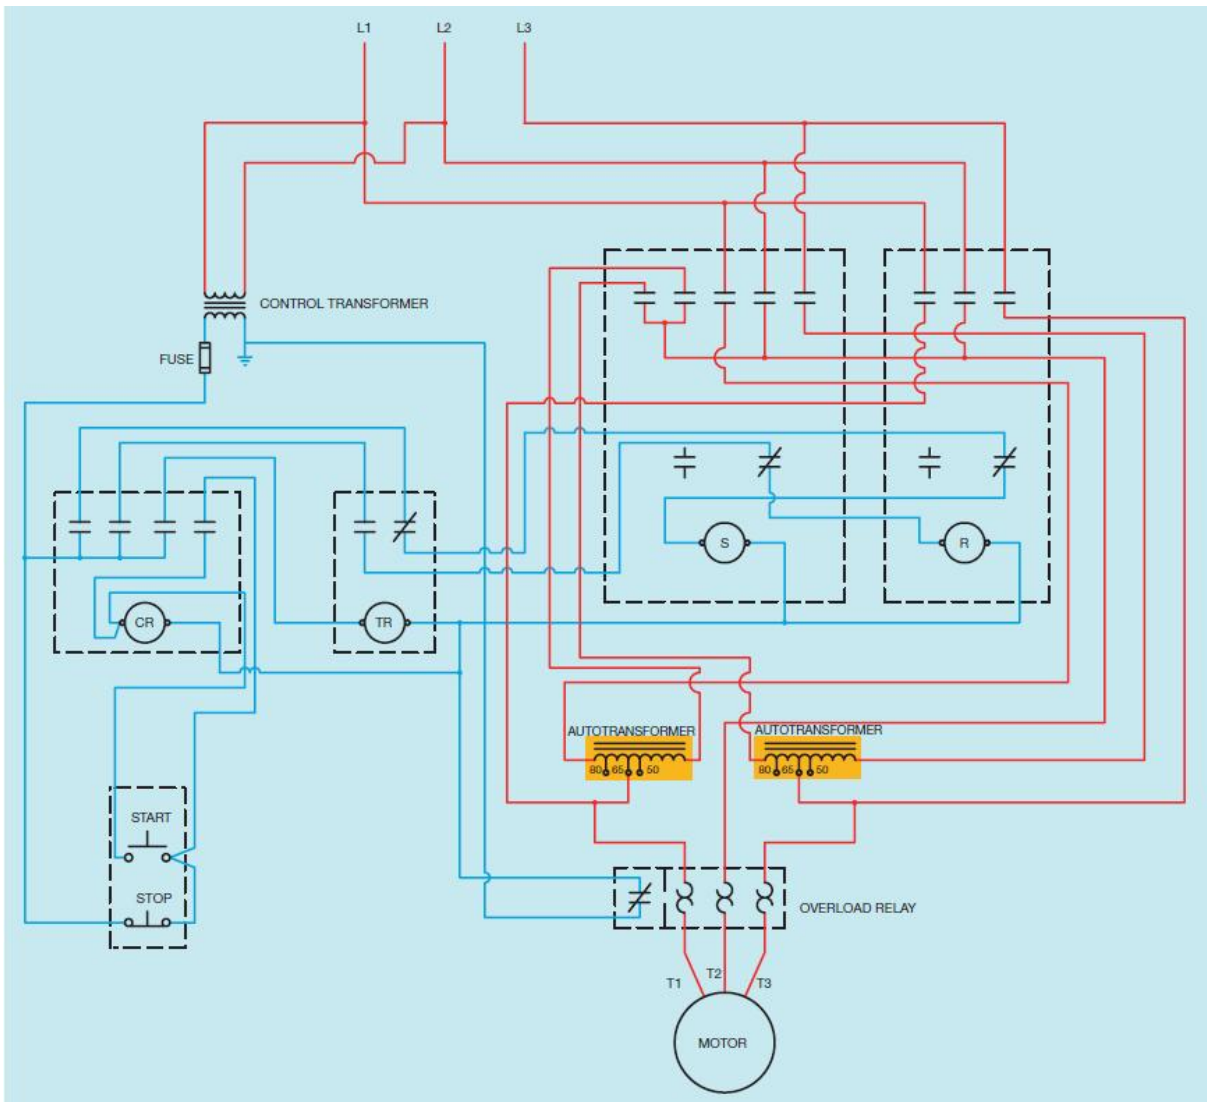 L1
L2
L3
CONTROL TRANSFORMER
FUSE
S
R
CR
TR
AUTOTRANSFORMER
AUTOTRANSFORMER
80 65 50
80 65 50
START
STOP
OVERLOAD RELAY
T1
T2
T3
MOTOR